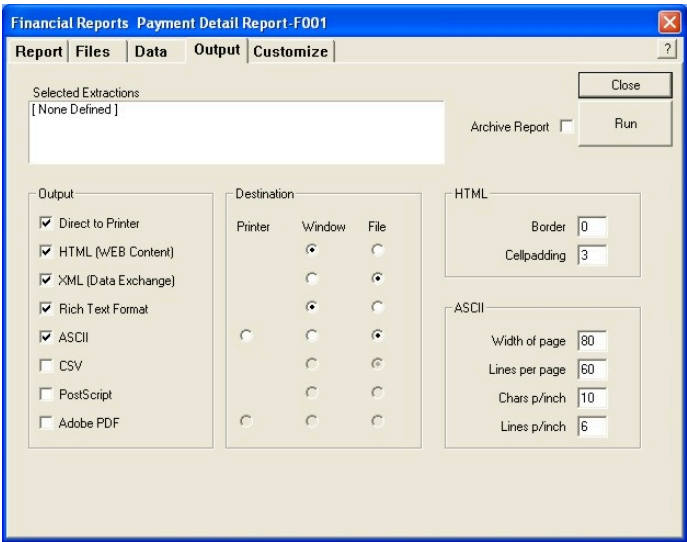 Financial Reports Payment Detail Report-F001
Report Files Data Output Customize ?
Selected Extractions
[ None Defined ]
Close
Archive Report
Run
Output
Direct to Printer
HTML (WEB Content)
XML (Data Exchange)
Rich Text Format
ASCII
CSV
PostScript
Adobe PDF
Destination
Printer Window File
HTML
Border 0
Cellpadding 3
ASCII
Width of page 80
Lines per page 60
Chars p/inch 10
Lines p/inch 6